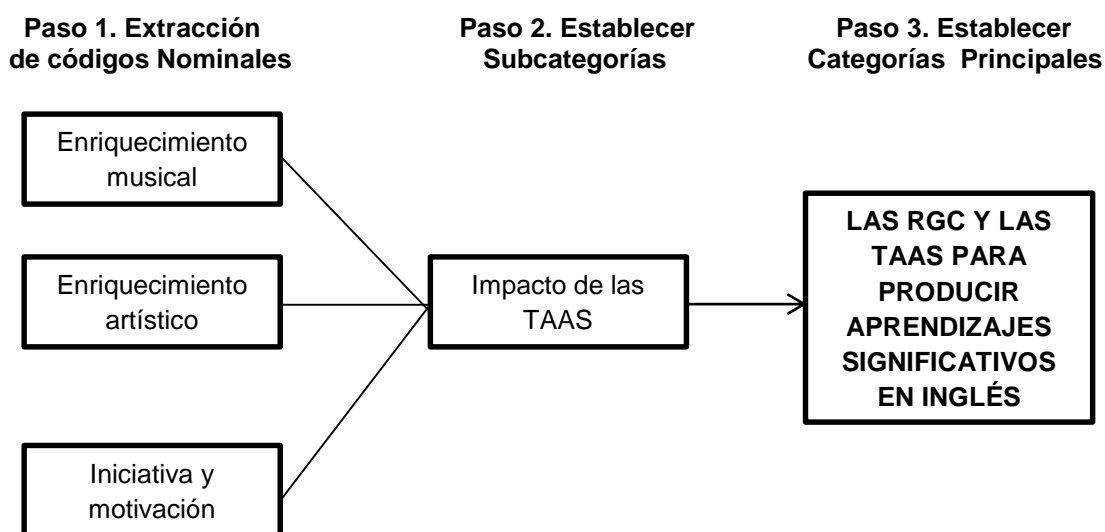 Paso 1. Extracción
de códigos Nominales
Paso 2. Establecer
Subcategorías
Paso 3. Establecer
Categorías Principales
Enriquecimiento
musical
Enriquecimiento
artístico
Iniciativa y
motivación
Impacto de las
TAAS
LAS RGC Y LAS
TAAS PARA
PRODUCIR
APRENDIZAJES
SIGNIFICATIVOS
EN INGLÉS